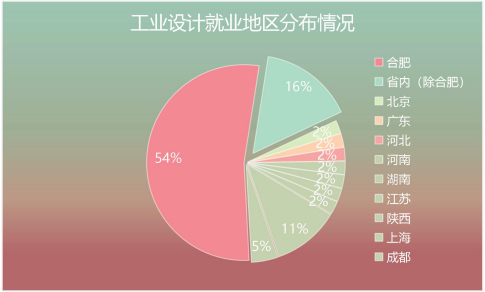 工业设计就业地区分布情况
16%
2%
2%
2%
2%
2%
2%
2%
11%
5%
54%
合肥
省内（除合肥）
北京
广东
河北
河南
湖南
江苏
陕西
上海
成都